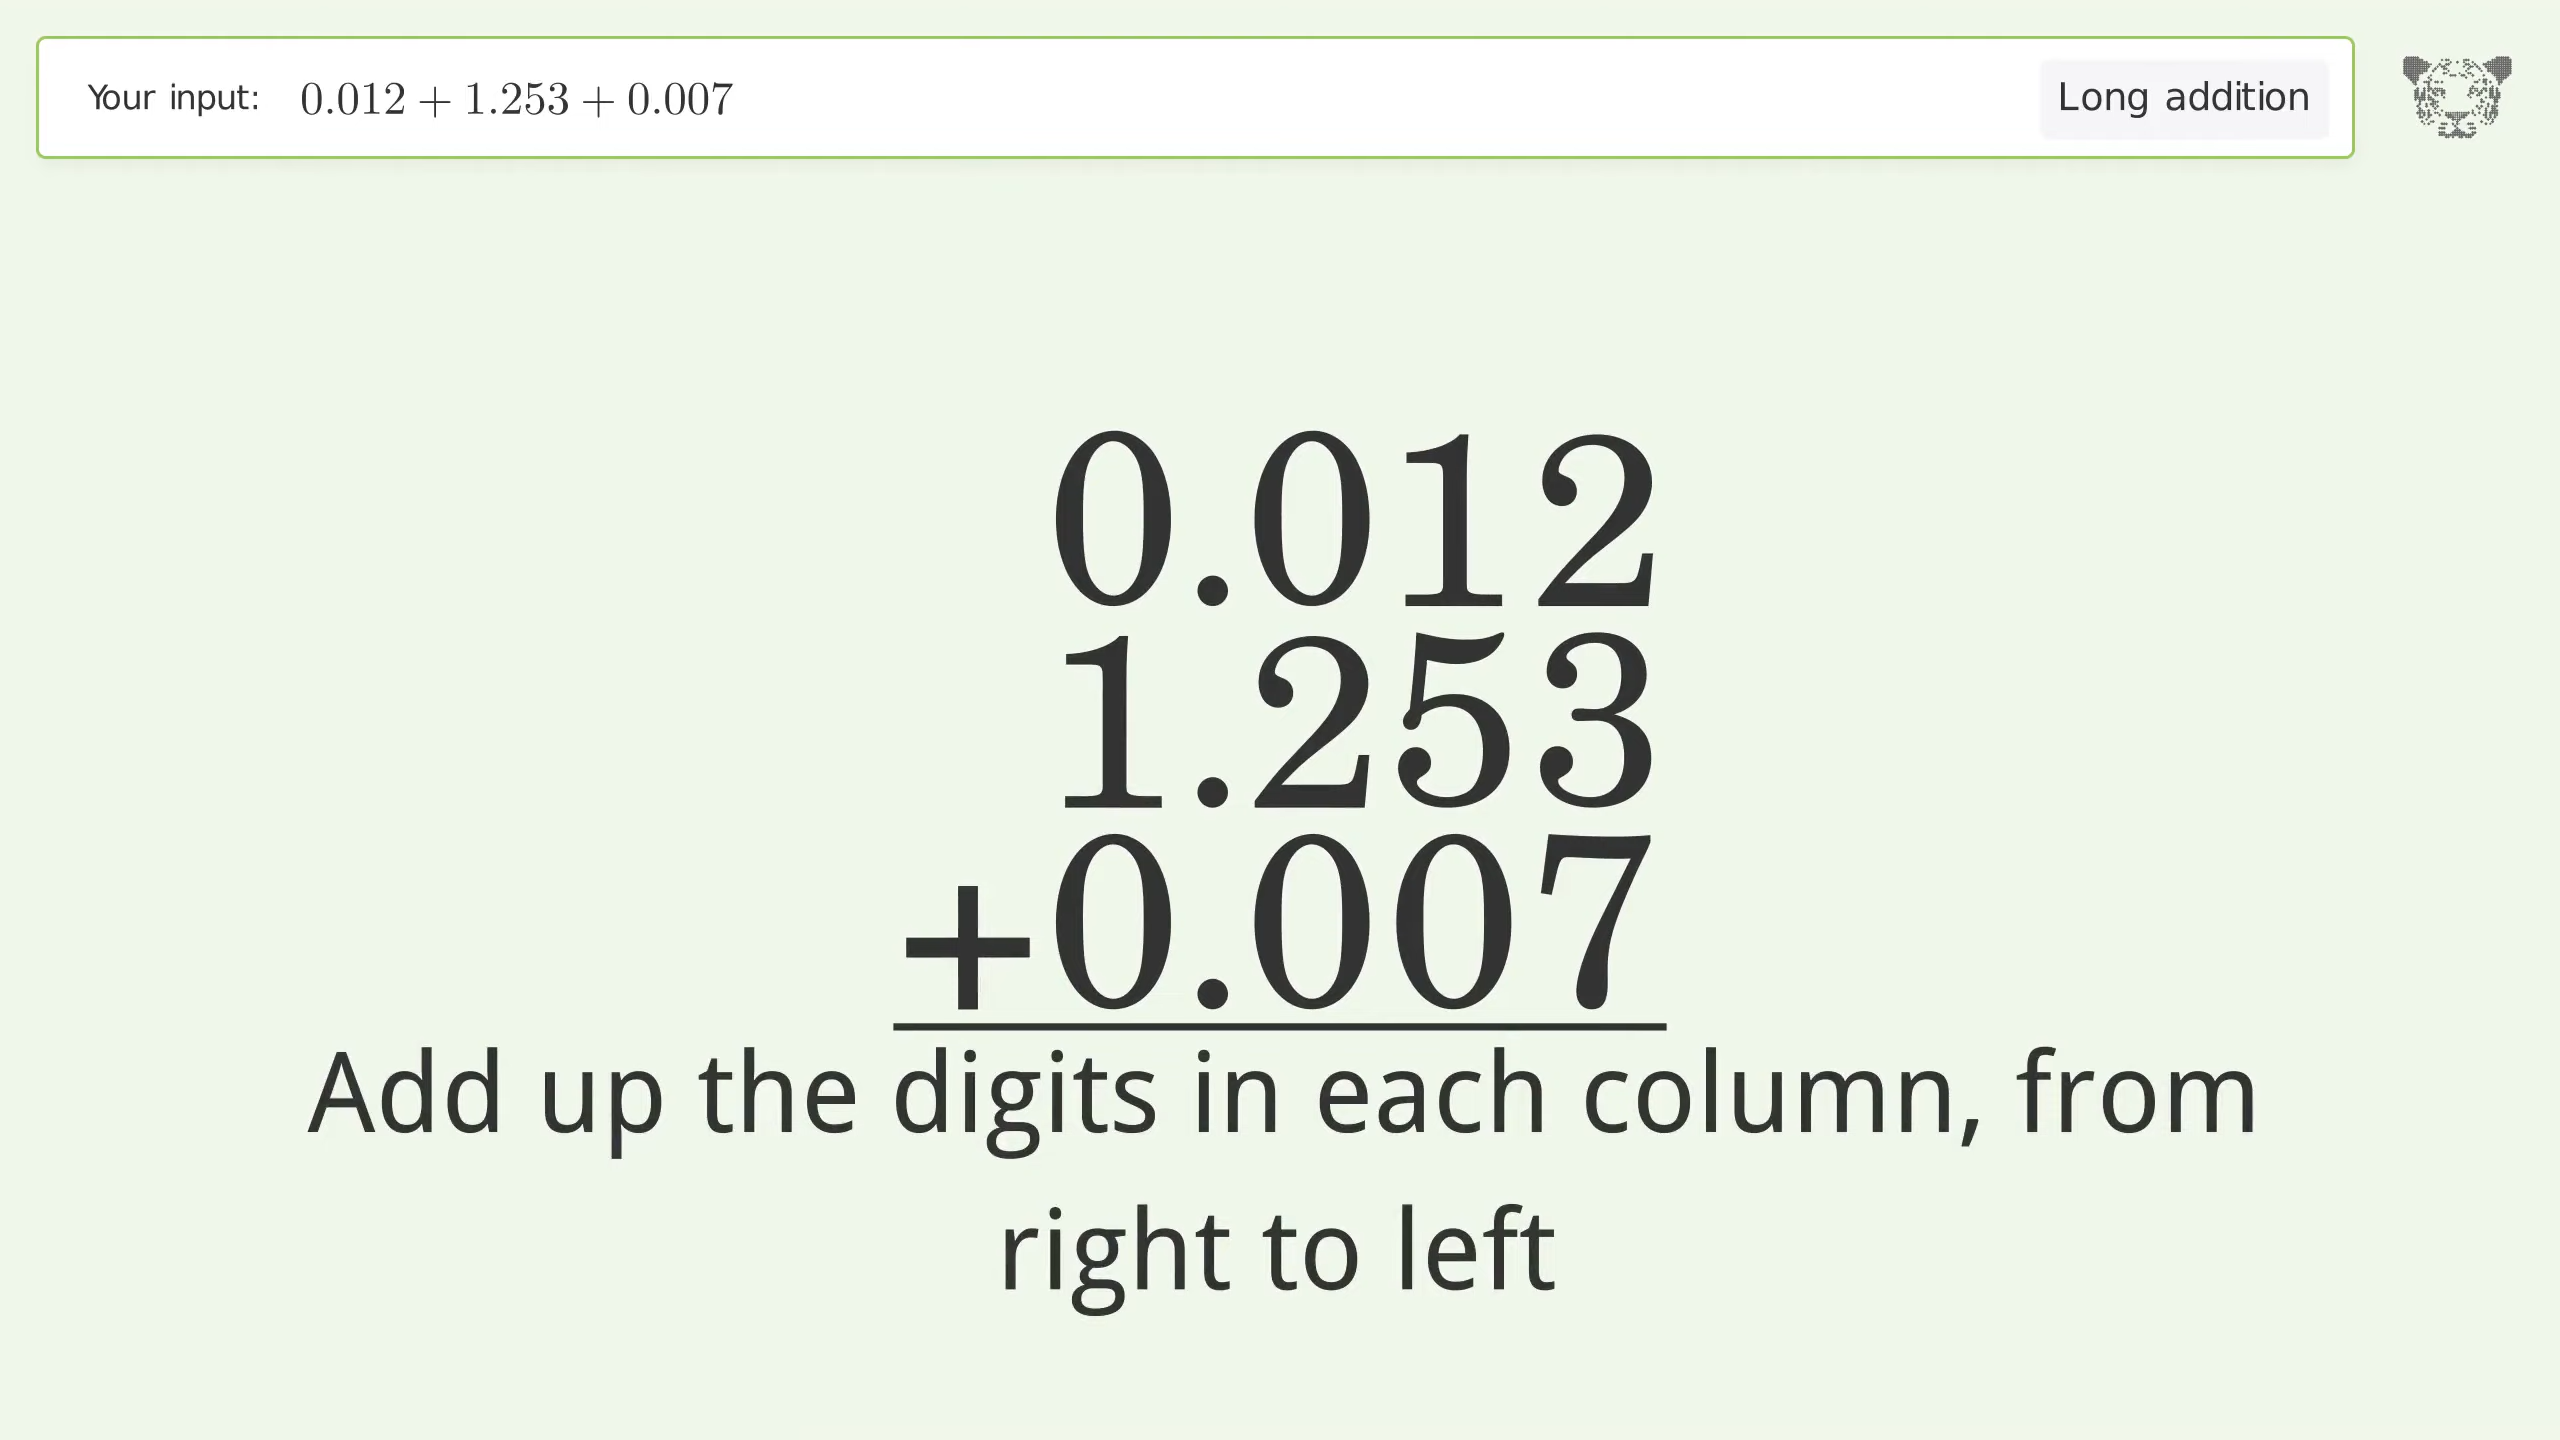 Your input: 0.012 + 1.253 + 0.007
Long addition
0.012
1.253
+0.007
Add up the digits in each column, from
right to left